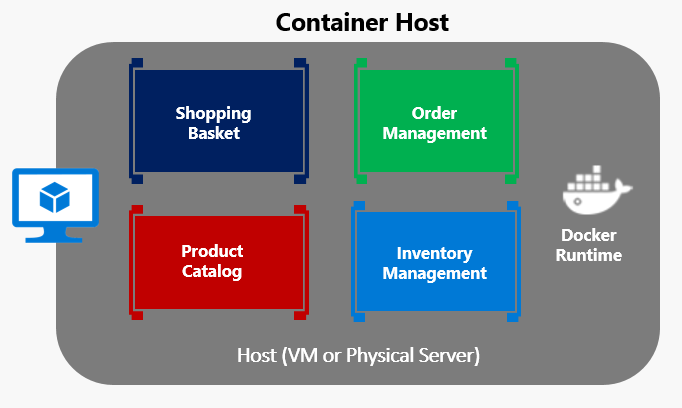 Container Host
Shopping
Basket
Order
Management
Product
Catalog
Inventory
Management
Docker
Runtime
Host (VM or Physical Server)